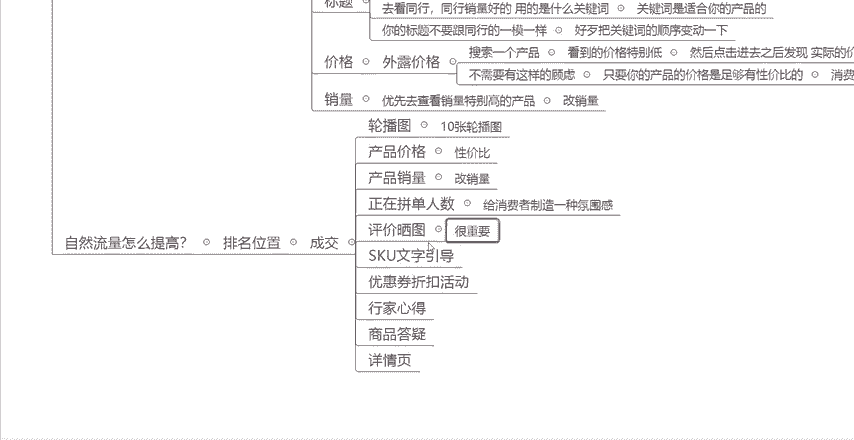 标题
去看同行，同行销量好的 用的是什么关键词 关键词是适合你的产品的
你的标题不要跟同行的一模一样 好歹把关键词的顺序变动一下
价格 外露价格
搜索一个产品 看到的价格特别低 然后点击进去之后发现 实际的价
不需要有这样的顾虑 只要你的产品的价格是足够有性价比的 消费
销量 优先去查看销量特别高的产品 改销量
轮播图 10张轮播图
产品价格 性价比
产品销量 改销量
正在拼单人数 给消费者制造一种氛围感
评价晒图 很重要
自然流量怎么提高？ 排名位置 成交
SKU文字引导
优惠券折扣活动
行家心得
商品答疑
详情页